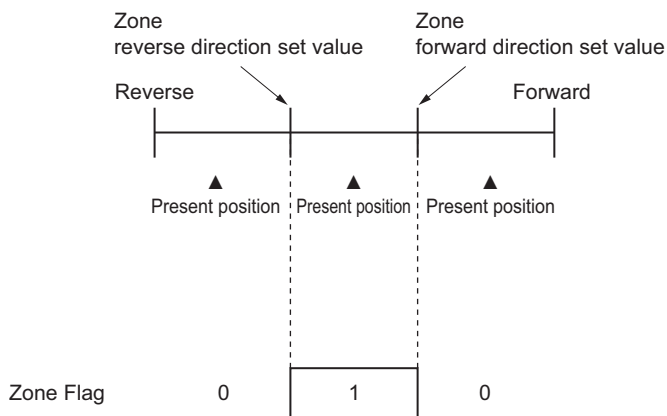 Zone
reverse direction set value
Zone
forward direction set value
Reverse
Forward
Present position
Present position
Present position
Zone Flag 0 1 0